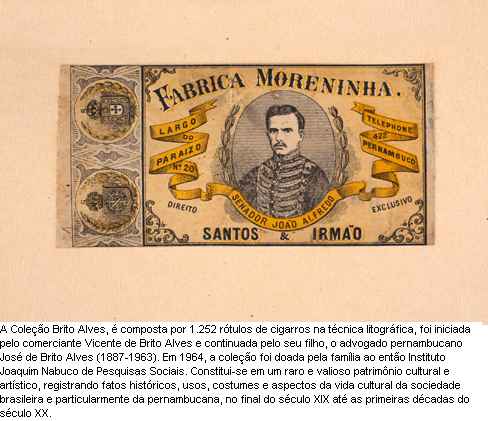 FABRICA MORENINHA.
LARGO
DO
PARAIZO
Nº 20
TELEPHONE
422
PERNAMBUCO
SENADOR JOÃO ALFREDO
DIREITO
EXCLUSIVO
SANTOS & IRMÃO
A Coleção Brito Alves, é composta por 1.252 rótulos de cigarros na técnica litográfica, foi iniciada
pelo comerciante Vicente de Brito Alves e continuada pelo seu filho, o advogado pernambucano
José de Brito Alves (1887-1963). Em 1964, a coleção foi doada pela família ao então Instituto
Joaquim Nabuco de Pesquisas Sociais. Constitui-se em um raro e valioso patrimônio cultural e
artístico, registrando fatos históricos, usos, costumes e aspectos da vida cultural da sociedade
brasileira e particularmente da pernambucana, no final do século XIX até as primeiras décadas do
século XX.